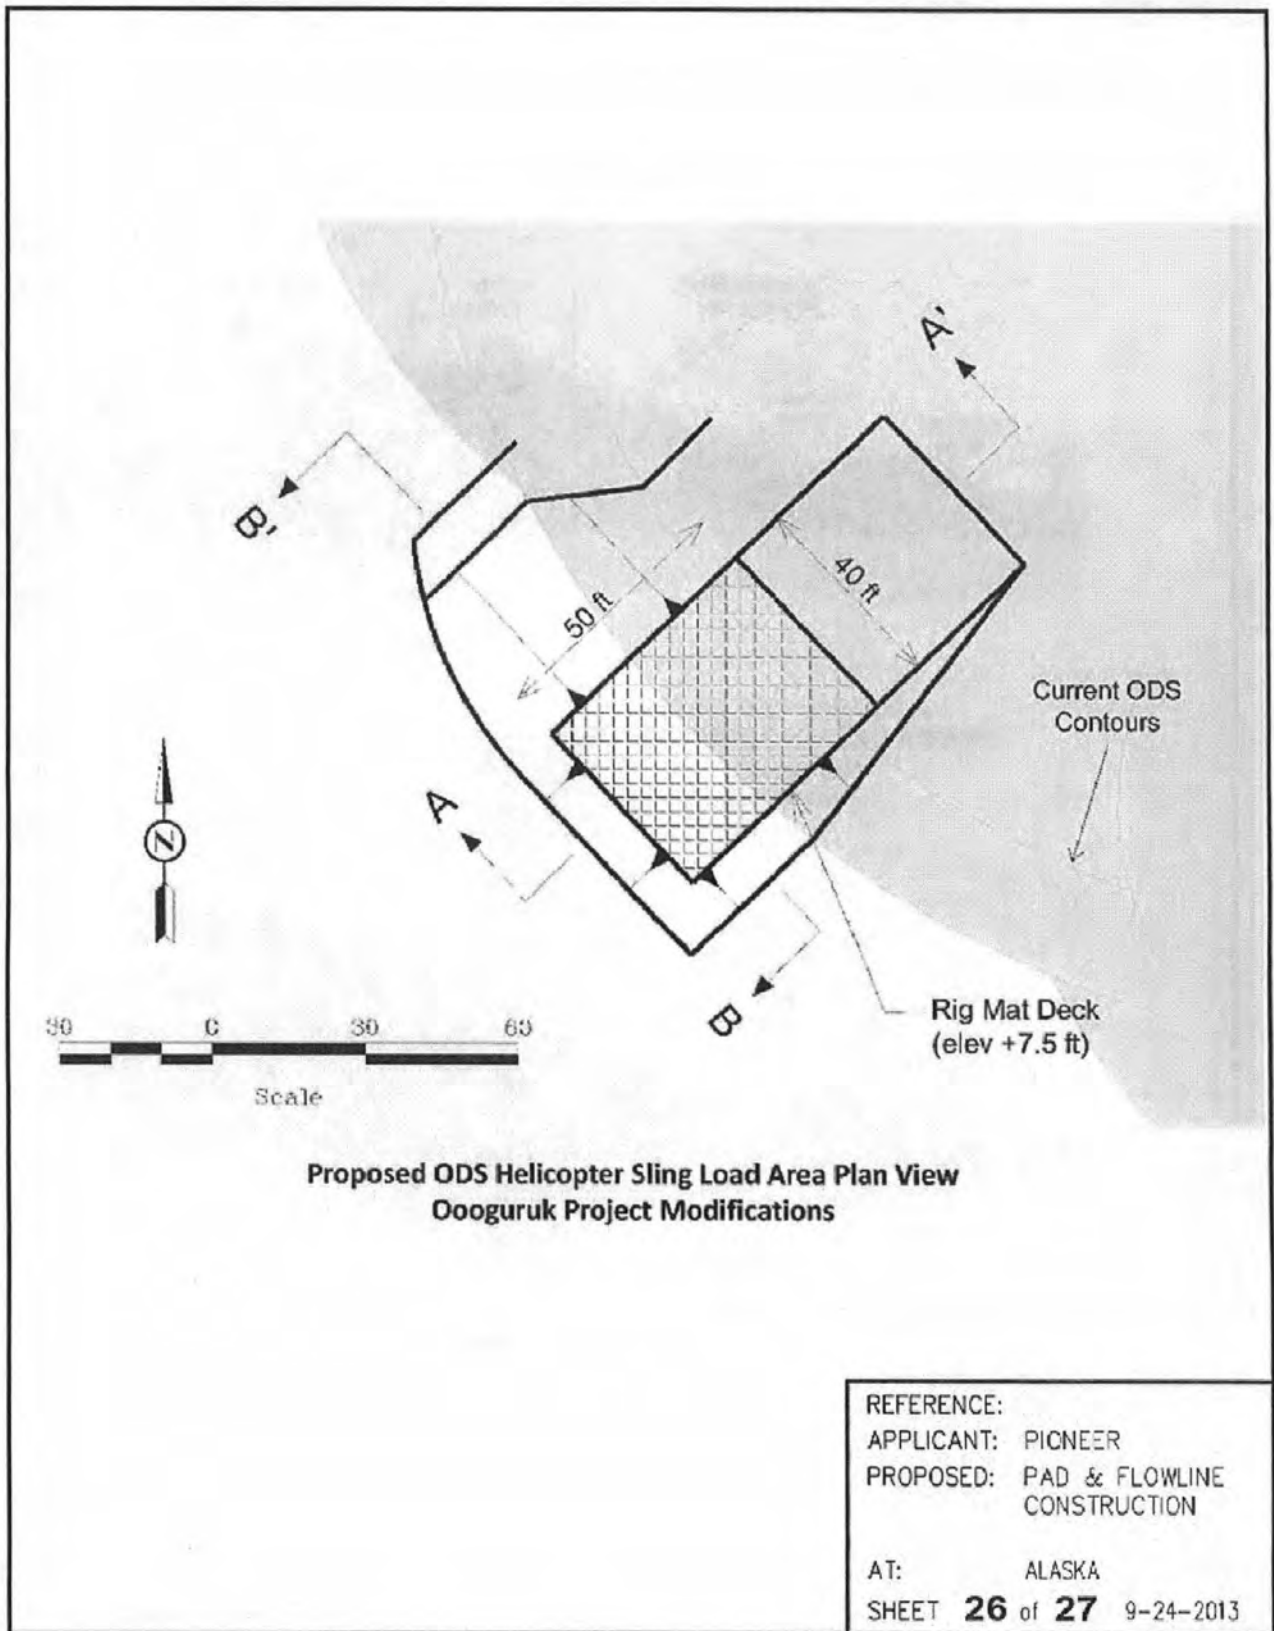 A'
B'
50 ft
40 ft
Current ODS
Contours
A
N
B
Rig Mat Deck
(elev +7.5 ft)
30 0 30 60
Scale
Proposed ODS Helicopter Sling Load Area Plan View
Oooguruk Project Modifications
REFERENCE:
APPLICANT: PIONEER
PROPOSED: PAD & FLOWLINE
CONSTRUCTION
AT: ALASKA
SHEET 26 of 27 9-24-2013